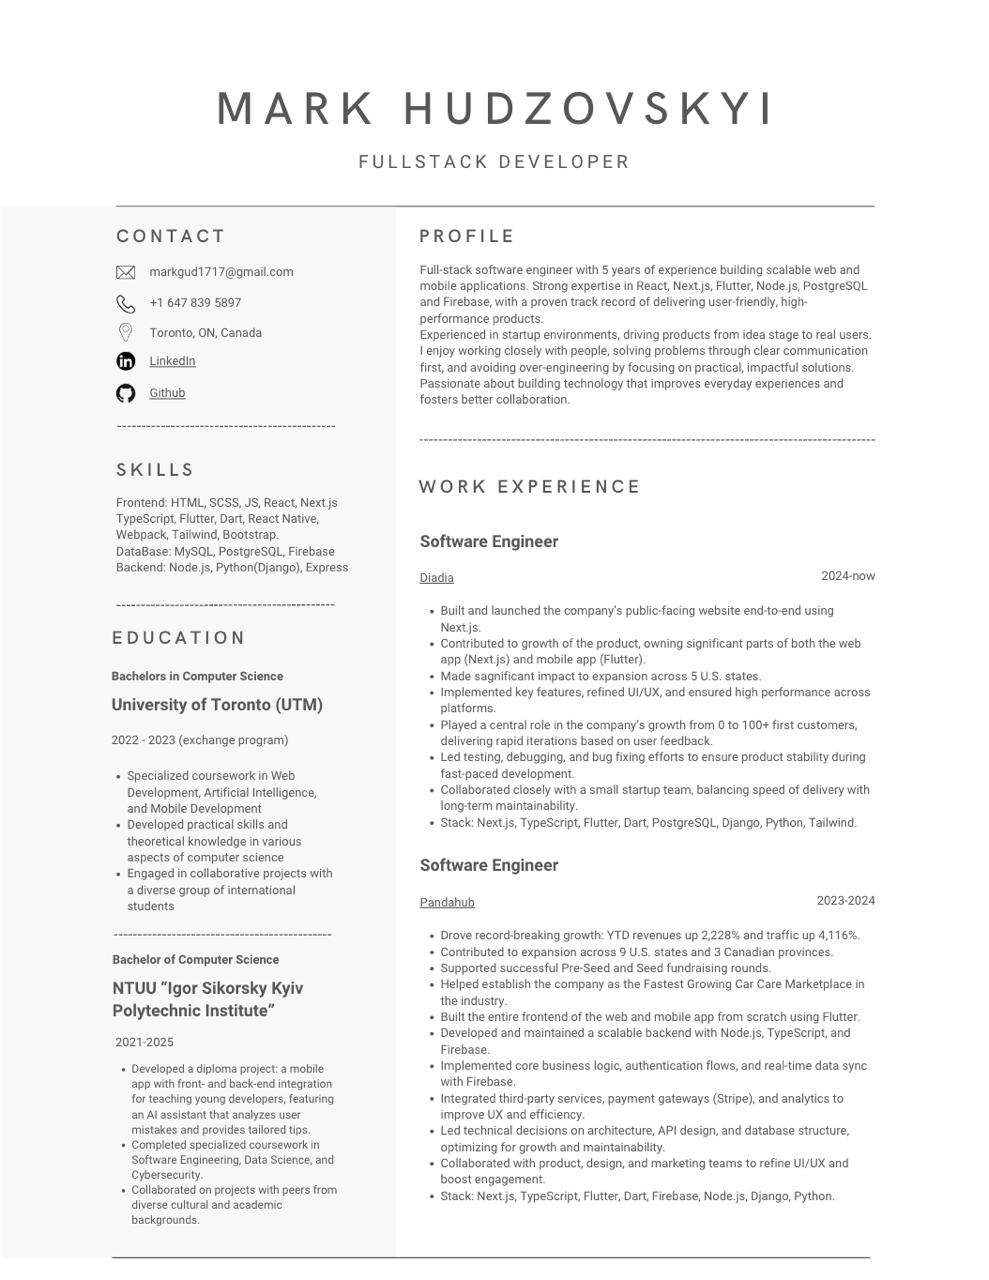 MARK HUDZOVSKYI
FULLSTACK DEVELOPER
CONTACT
markgud1717@gmail.com
+1 647 839 5897
Toronto, ON, Canada
LinkedIn
Github
SKILLS
Frontend: HTML, SCSS, JS, React, Next.js
TypeScript, Flutter, Dart, React Native,
Webpack, Tailwind, Bootstrap.
DataBase: MySQL, PostgreSQL, Firebase
Backend: Node.js, Python(Django), Express
EDUCATION
Bachelors in Computer Science
University of Toronto (UTM)
2022 - 2023 (exchange program)
• Specialized coursework in Web
Development, Artificial Intelligence,
and Mobile Development
• Developed practical skills and
theoretical knowledge in various
aspects of computer science
• Engaged in collaborative projects with
a diverse group of international
students
Bachelor of Computer Science
NTUU “Igor Sikorsky Kyiv
Polytechnic Institute”
2021-2025
• Developed a diploma project: a mobile
app with front- and back-end integration
for teaching young developers, featuring
an AI assistant that analyzes user
mistakes and provides tailored tips.
• Completed specialized coursework in
Software Engineering, Data Science, and
Cybersecurity.
• Collaborated on projects with peers from
diverse cultural and academic
backgrounds.
PROFILE
Full-stack software engineer with 5 years of experience building scalable web and
mobile applications. Strong expertise in React, Next.js, Flutter, Node.js, PostgreSQL
and Firebase, with a proven track record of delivering user-friendly, high-
performance products.
Experienced in startup environments, driving products from idea stage to real users.
I enjoy working closely with people, solving problems through clear communication
first, and avoiding over-engineering by focusing on practical, impactful solutions.
Passionate about building technology that improves everyday experiences and
fosters better collaboration.
WORK EXPERIENCE
Software Engineer
Diadia 2024-now
• Built and launched the company’s public-facing website end-to-end using
Next.js.
• Contributed to growth of the product, owning significant parts of both the web
app (Next.js) and mobile app (Flutter).
• Made sagnificant impact to expansion across 5 U.S. states.
• Implemented key features, refined UI/UX, and ensured high performance across
platforms.
• Played a central role in the company’s growth from 0 to 100+ first customers,
delivering rapid iterations based on user feedback.
• Led testing, debugging, and bug fixing efforts to ensure product stability during
fast-paced development.
• Collaborated closely with a small startup team, balancing speed of delivery with
long-term maintainability.
• Stack: Next.js, TypeScript, Flutter, Dart, PostgreSQL, Django, Python, Tailwind.
Software Engineer
Pandahub 2023-2024
• Drove record-breaking growth: YTD revenues up 2,228% and traffic up 4,116%.
• Contributed to expansion across 9 U.S. states and 3 Canadian provinces.
• Supported successful Pre-Seed and Seed fundraising rounds.
• Helped establish the company as the Fastest Growing Car Care Marketplace in
the industry.
• Built the entire frontend of the web and mobile app from scratch using Flutter.
• Developed and maintained a scalable backend with Node.js, TypeScript, and
Firebase.
• Implemented core business logic, authentication flows, and real-time data sync
with Firebase.
• Integrated third-party services, payment gateways (Stripe), and analytics to
improve UX and efficiency.
• Led technical decisions on architecture, API design, and database structure,
optimizing for growth and maintainability.
• Collaborated with product, design, and marketing teams to refine UI/UX and
boost engagement.
• Stack: Next.js, TypeScript, Flutter, Dart, Firebase, Node.js, Django, Python.